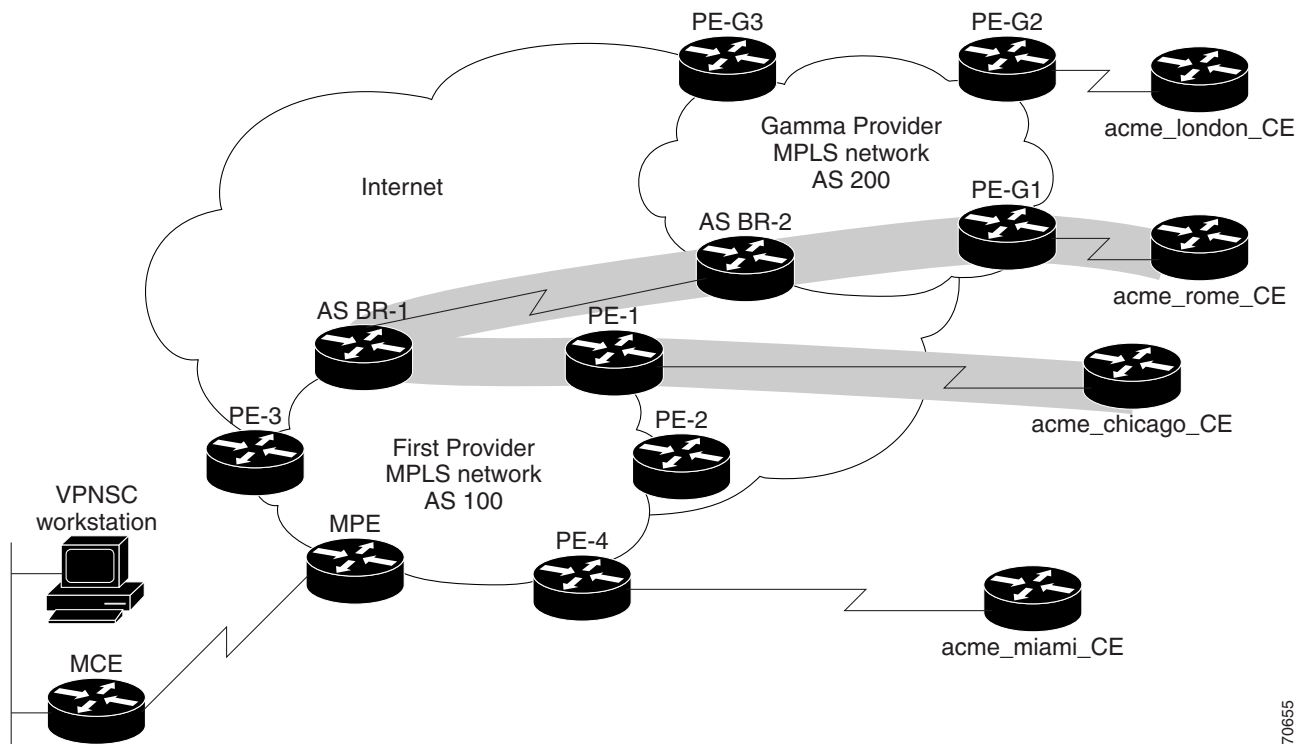 PE-G3
PE-G2
acme_london_CE
Gamma Provider
MPLS network
AS 200
Internet
PE-G1
AS BR-2
acme_rome_CE
AS BR-1
PE-1
acme_chicago_CE
PE-3
PE-2
First Provider
MPLS network
AS 100
VPNSC
workstation
MPE
PE-4
acme_miami_CE
MCE
70655